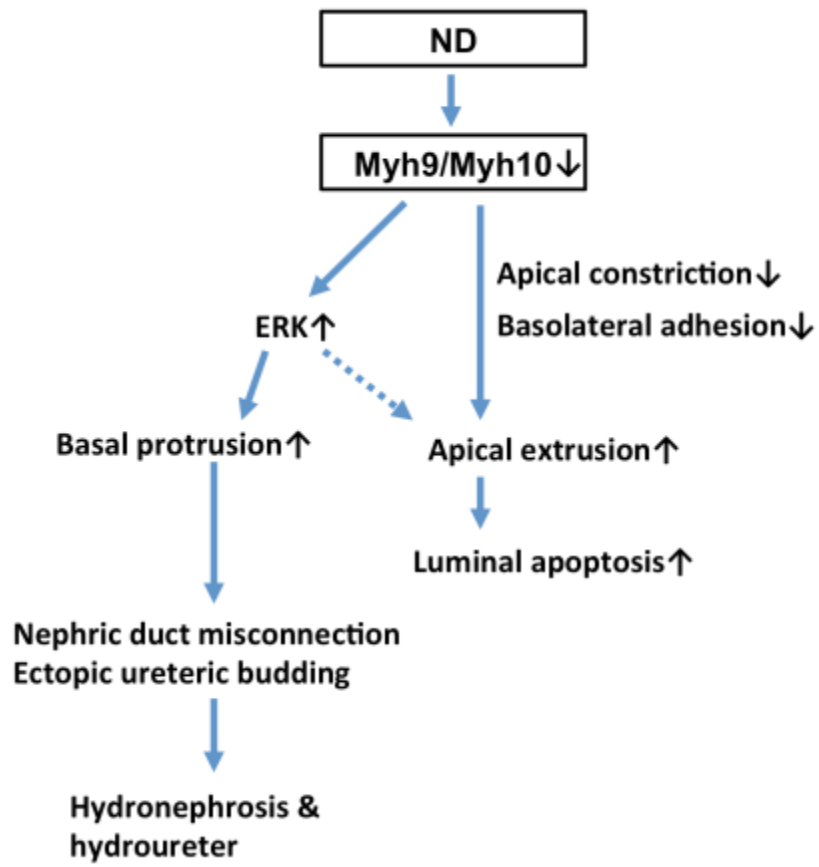 ND
Myh9/Myh10↓
Apical constriction↓
Basolateral adhesion↓
ERK↑
Basal protrusion↑
Apical extrusion↑
Luminal apoptosis↑
Nephric duct misconnection
Ectopic ureteric budding
Hydronephrosis &
hydroureter